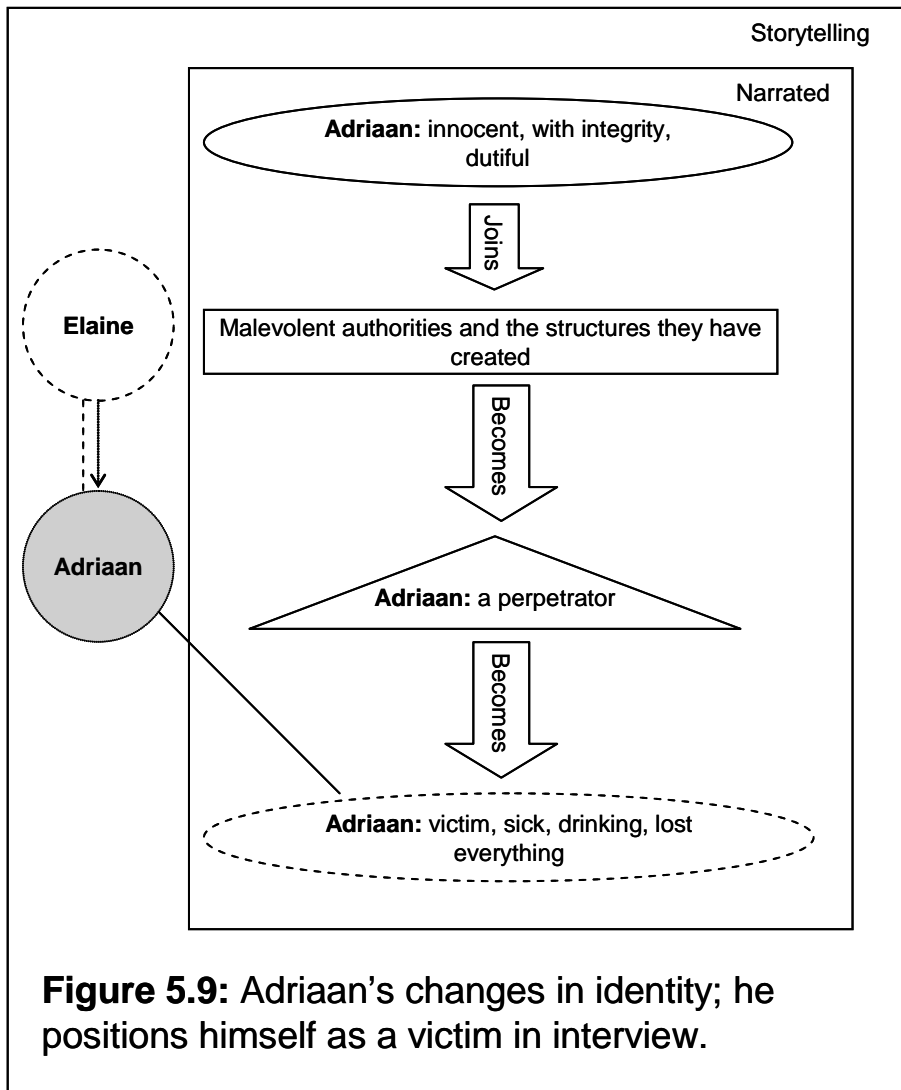 Storytelling
Narrated
Adriaan: innocent, with integrity,
dutiful
Joins
Elaine
Malevolent authorities and the structures they have
created
Becomes
Adriaan
Adriaan: a perpetrator
Becomes
Adriaan: victim, sick, drinking, lost
everything
Figure 5.9: Adriaan's changes in identity; he
positions himself as a victim in interview.